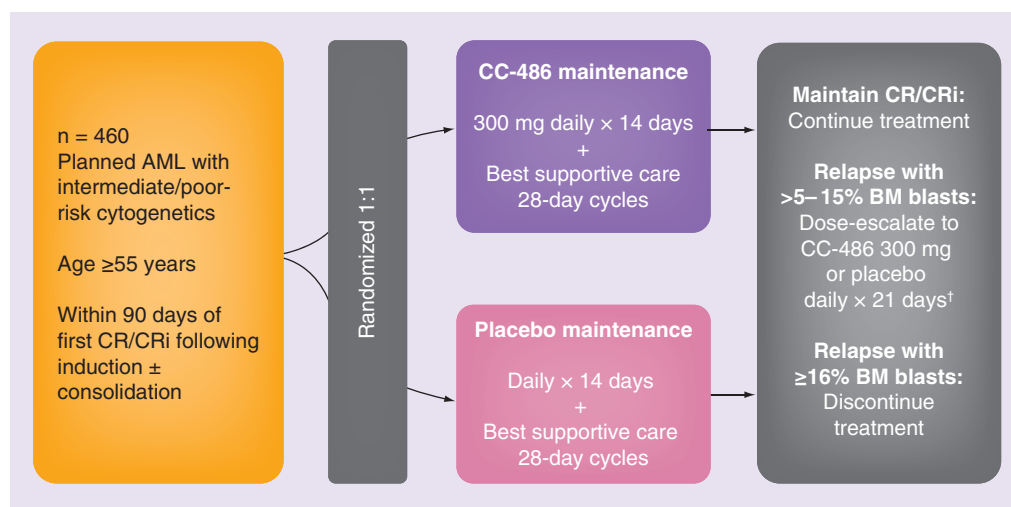 n = 460
Planned AML with
intermediate/poor-
risk cytogenetics
Age ≥55 years
Within 90 days of
first CR/CRi following
induction ±
consolidation
Randomized 1:1
CC-486 maintenance
300 mg daily × 14 days
+
Best supportive care
28-day cycles
Placebo maintenance
Daily × 14 days
+
Best supportive care
28-day cycles
Maintain CR/CRi:
Continue treatment
Relapse with
>5–15% BM blasts:
Dose-escalate to
CC-486 300 mg
or placebo
daily × 21 days†
Relapse with
≥16% BM blasts:
Discontinue
treatment